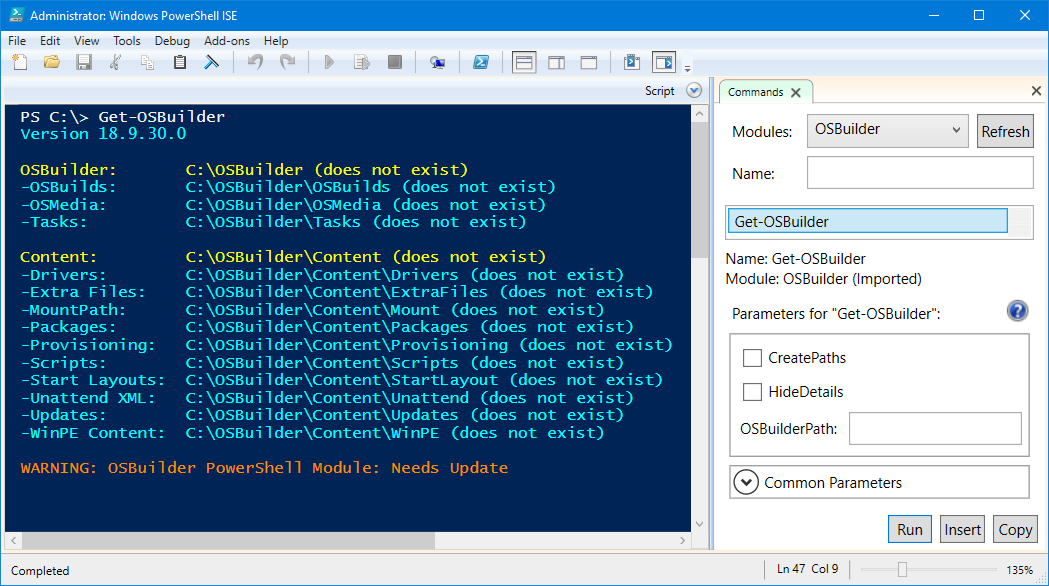 Administrator: Windows PowerShell ISE
File Edit View Tools Debug Add-ons Help
Script
PS C:\> Get-OSBuilder
Version 18.9.30.0
OSBuilder: C:\OSBuilder (does not exist)
-OSBuilds: C:\OSBuilder\OSBuilds (does not exist)
-OSMedia: C:\OSBuilder\OSMedia (does not exist)
-Tasks: C:\OSBuilder\Tasks (does not exist)
Content: C:\OSBuilder\Content (does not exist)
-Drivers: C:\OSBuilder\Content\Drivers (does not exist)
-Extra Files: C:\OSBuilder\Content\ExtraFiles (does not exist)
-MountPath: C:\OSBuilder\Content\Mount (does not exist)
-Packages: C:\OSBuilder\Content\Packages (does not exist)
-Provisioning: C:\OSBuilder\Content\Provisioning (does not exist)
-Scripts: C:\OSBuilder\Content\Scripts (does not exist)
-Start Layouts: C:\OSBuilder\Content\StartLayout (does not exist)
-Unattend XML: C:\OSBuilder\Content\Unattend (does not exist)
-Updates: C:\OSBuilder\Content\Updates (does not exist)
-WinPE Content: C:\OSBuilder\Content\WinPE (does not exist)
WARNING: OSBuilder PowerShell Module: Needs Update
Commands
Modules: OSBuilder Refresh
Name:
Get-OSBuilder
Name: Get-OSBuilder
Module: OSBuilder (Imported)
Parameters for "Get-OSBuilder":
CreatePaths
HideDetails
OSBuilderPath:
Common Parameters
Run Insert Copy
Completed
Ln 47 Col 9
135%